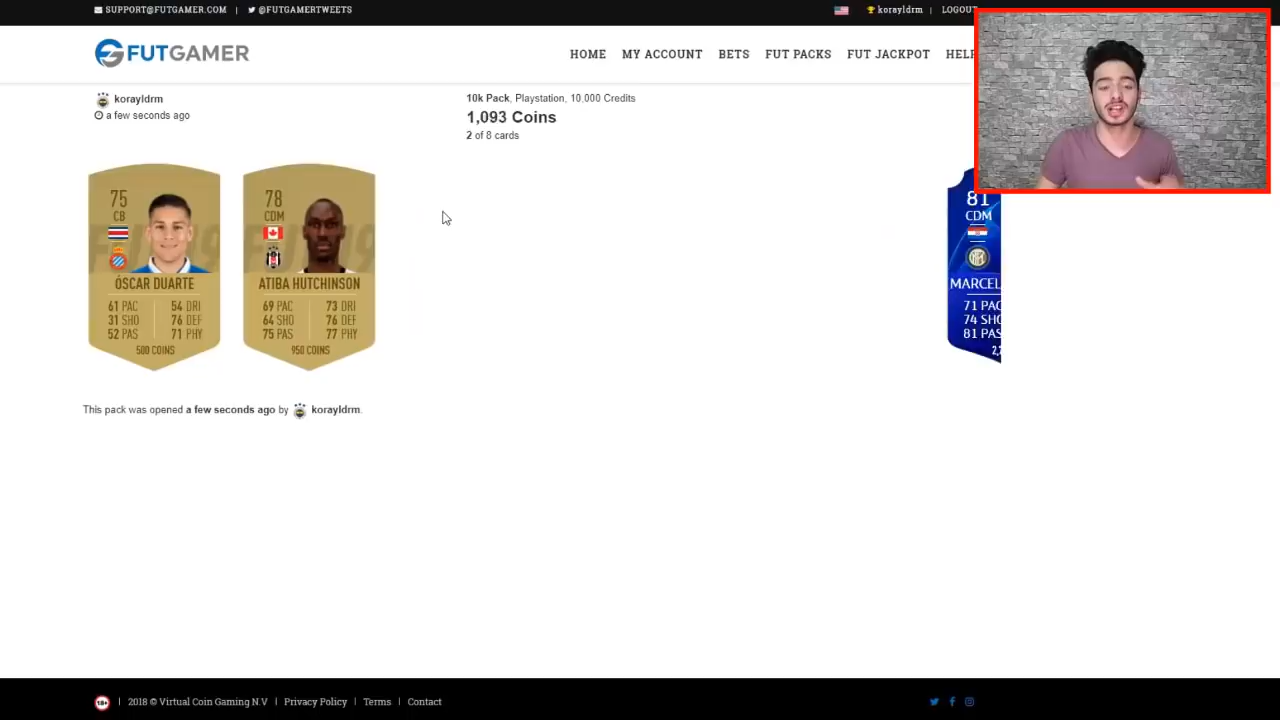 SUPPORT@FUTGAMER.COM | @FUTGAMERTWEETS korayldrm | LOGOUT
FUTGAMER HOME MY ACCOUNT BETS FUT PACKS FUT JACKPOT HELP
korayldrm
a few seconds ago
10k Pack, Playstation, 10,000 Credits
1,093 Coins
2 of 8 cards
75
CB
ÓSCAR DUARTE
61 PAC 54 DRI
31 SHO 76 DEF
52 PAS 71 PHY
500 COINS
78
CDM
ATIBA HUTCHINSON
69 PAC 73 DRI
64 SHO 76 DEF
75 PAS 77 PHY
950 COINS
81
CDM
MARCEL
71 PAC
74 SHO
81 PAS
2,
This pack was opened a few seconds ago by korayldrm.
18+ | 2018 © Virtual Coin Gaming N.V | Privacy Policy | Terms | Contact